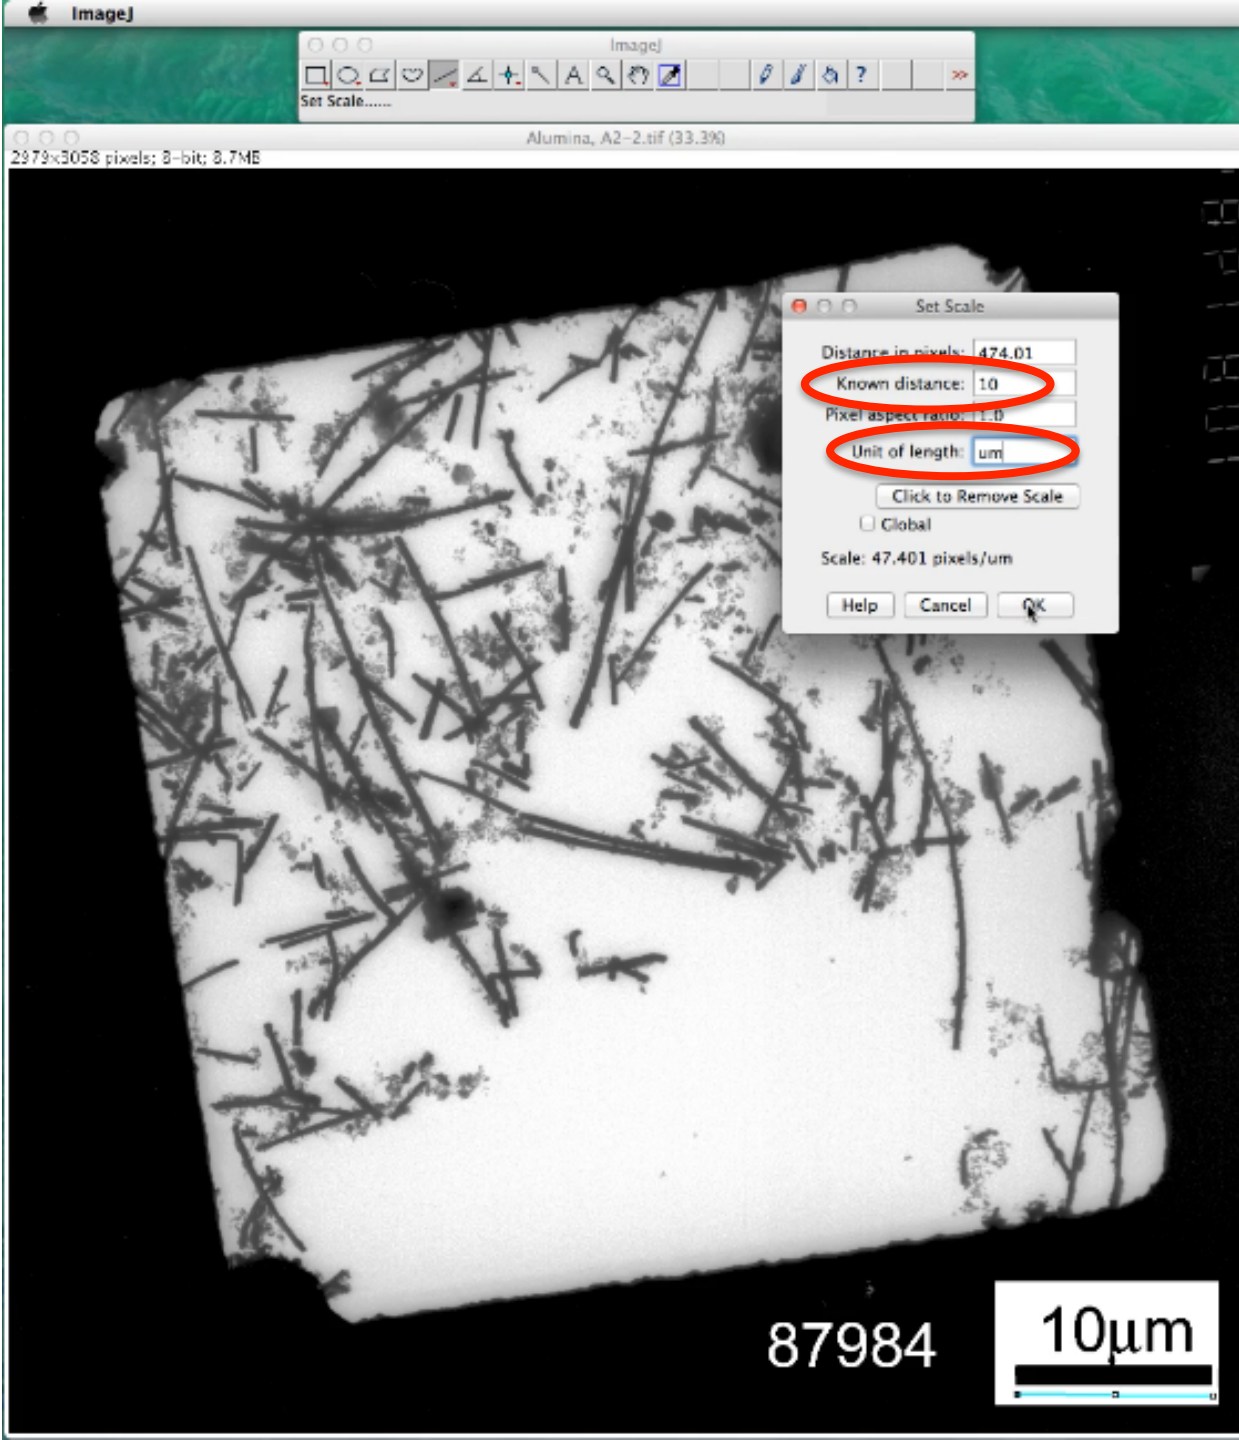 ImageJ
ImageJ
A
?
>>
Set Scale......
Alumina, A2-2.tif (33.3%)
2979x3058 pixels; 8-bit; 8.7MB
Set Scale
Distance in pixels: 474.01
Known distance: 10
Pixel aspect ratio: 1.0
Unit of length: um
Click to Remove Scale
Global
Scale: 47.401 pixels/um
Help Cancel OK
87984
10μm